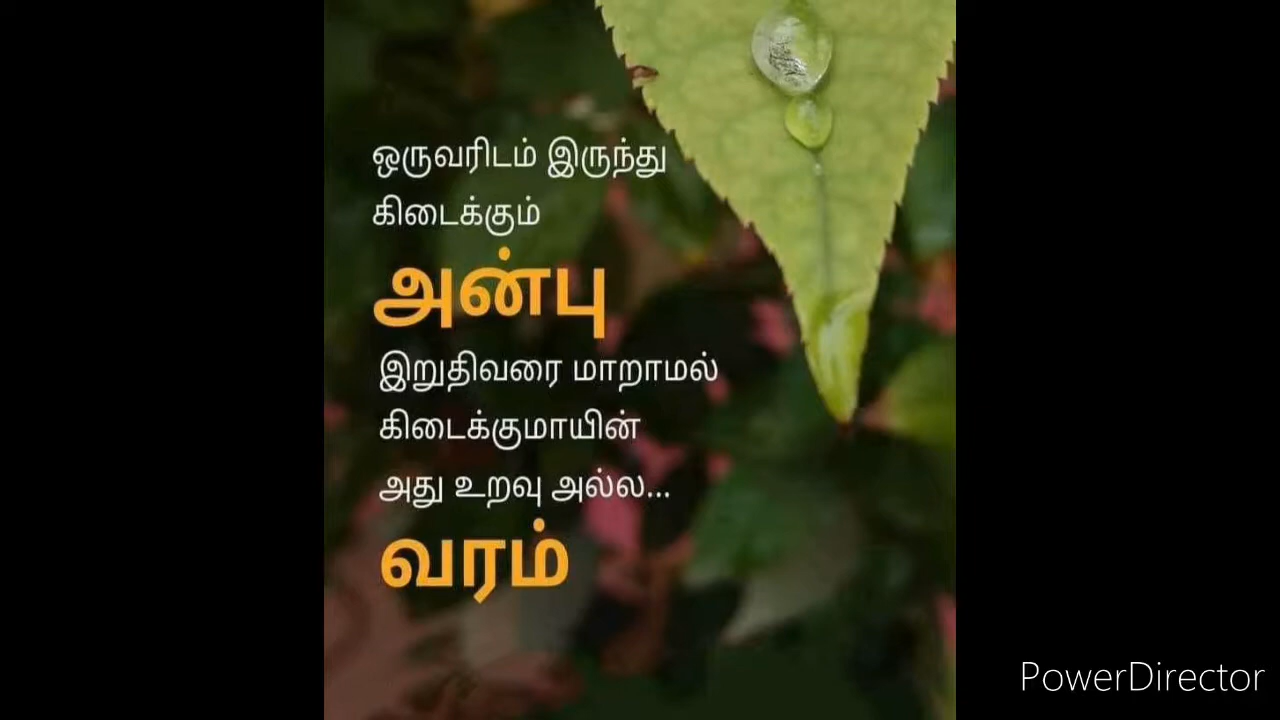 ஒருவரிடம் இருந்து
கிடைக்கும்
அன்பு
இறுதிவரை மாறாமல்
கிடைக்குமாயின்
அது உறவு அல்ல...
வரம்
PowerDirector